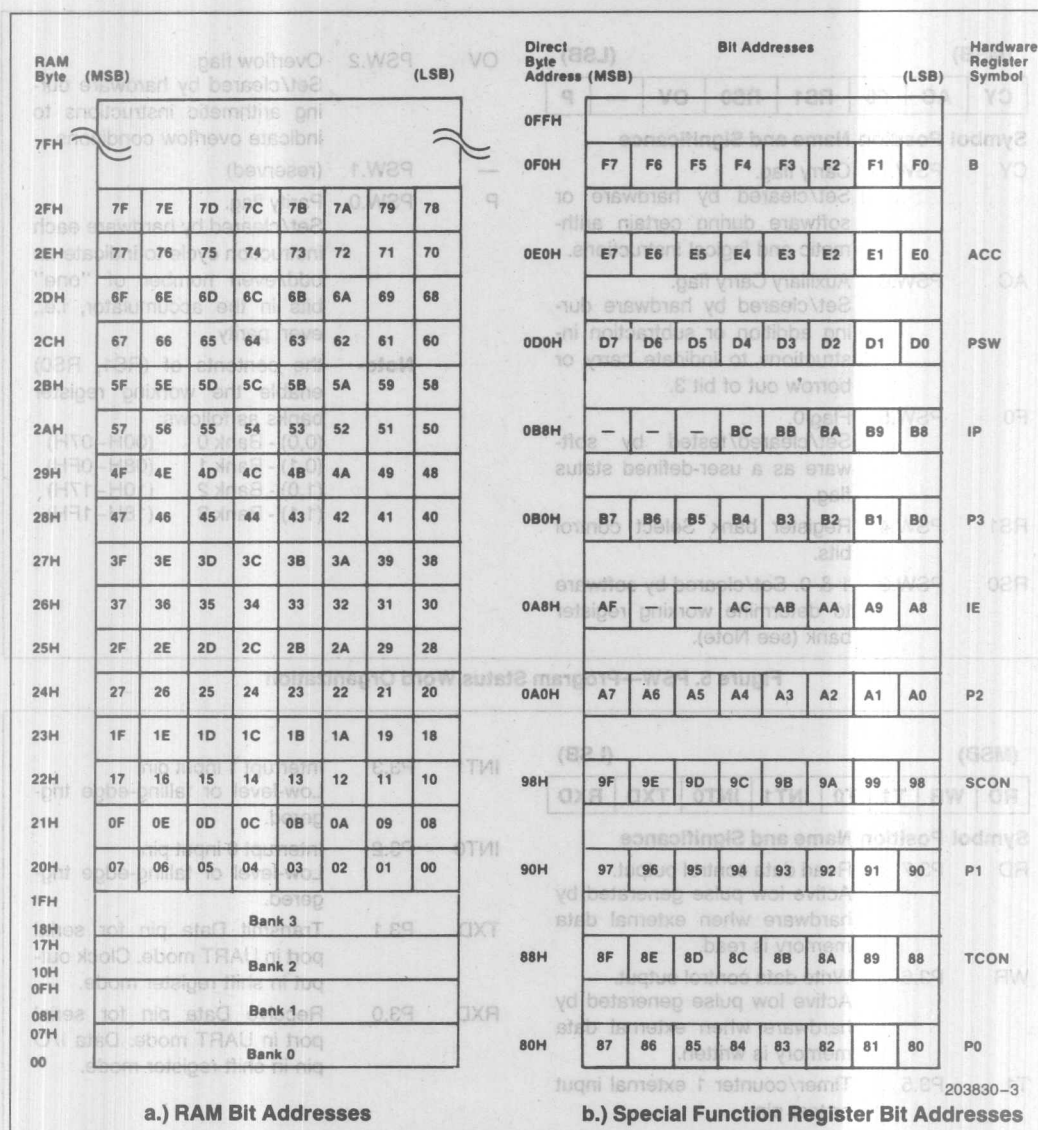 RAM Byte (MSB) (LSB)
7FH
2FH 7F 7E 7D 7C 7B 7A 79 78
2EH 77 76 75 74 73 72 71 70
2DH 6F 6E 6D 6C 6B 6A 69 68
2CH 67 66 65 64 63 62 61 60
2BH 5F 5E 5D 5C 5B 5A 59 58
2AH 57 56 55 54 53 52 51 50
29H 4F 4E 4D 4C 4B 4A 49 48
28H 47 46 45 44 43 42 41 40
27H 3F 3E 3D 3C 3B 3A 39 38
26H 37 36 35 34 33 32 31 30
25H 2F 2E 2D 2C 2B 2A 29 28
24H 27 26 25 24 23 22 21 20
23H 1F 1E 1D 1C 1B 1A 19 18
22H 17 16 15 14 13 12 11 10
21H 0F 0E 0D 0C 0B 0A 09 08
20H 07 06 05 04 03 02 01 00
1FH
Bank 3
18H
17H
Bank 2
10H
0FH
Bank 1
08H
07H
Bank 0
00
a.) RAM Bit Addresses
Direct Byte Address (MSB) Bit Addresses (LSB) Hardware Register Symbol
0FFH
0F0H F7 F6 F5 F4 F3 F2 F1 F0 B
0E0H E7 E6 E5 E4 E3 E2 E1 E0 ACC
0D0H D7 D6 D5 D4 D3 D2 D1 D0 PSW
0B8H — — — BC BB BA B9 B8 IP
0B0H B7 B6 B5 B4 B3 B2 B1 B0 P3
0A8H AF — — AC AB AA A9 A8 IE
0A0H A7 A6 A5 A4 A3 A2 A1 A0 P2
98H 9F 9E 9D 9C 9B 9A 99 98 SCON
90H 97 96 95 94 93 92 91 90 P1
88H 8F 8E 8D 8C 8B 8A 89 88 TCON
80H 87 86 85 84 83 82 81 80 P0
203830–3
b.) Special Function Register Bit Addresses